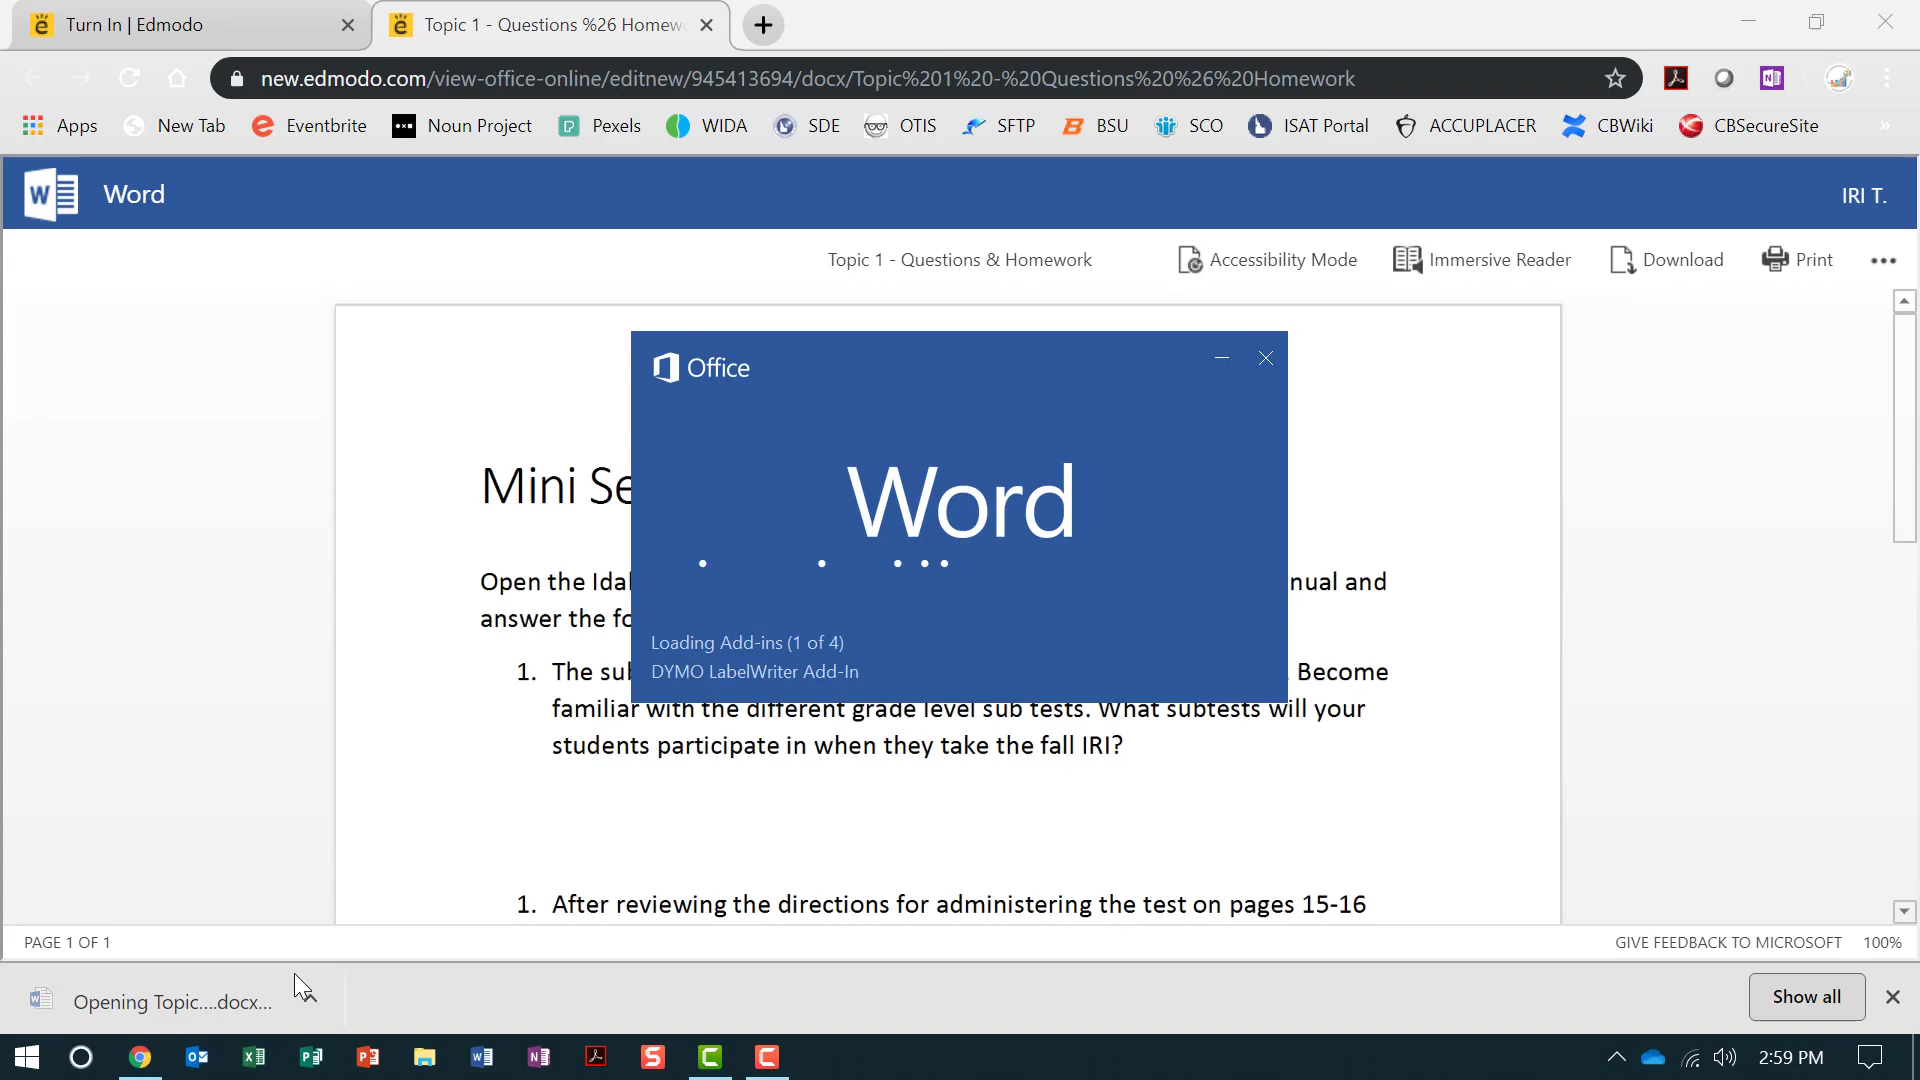 Turn In | Edmodo
Topic 1 - Questions %26 Homew
new.edmodo.com/view-office-online/editnew/945413694/docx/Topic%201%20-%20Questions%20%26%20Homework
Apps New Tab Eventbrite Noun Project Pexels WIDA SDE OTIS SFTP BSU SCO ISAT Portal ACCUPLACER CBWiki CBSecureSite
Word
IRI T.
Topic 1 - Questions & Homework Accessibility Mode Immersive Reader Download Print
Office
Word
Loading Add-ins (1 of 4)
DYMO LabelWriter Add-In
Mini Se
Open the Idah nual and
answer the fo
1. The sub . Become
familiar with the different grade level sub tests. What subtests will your
students participate in when they take the fall IRI?
1. After reviewing the directions for administering the test on pages 15-16
PAGE 1 OF 1
GIVE FEEDBACK TO MICROSOFT 100%
Opening Topic....docx...
Show all
2:59 PM